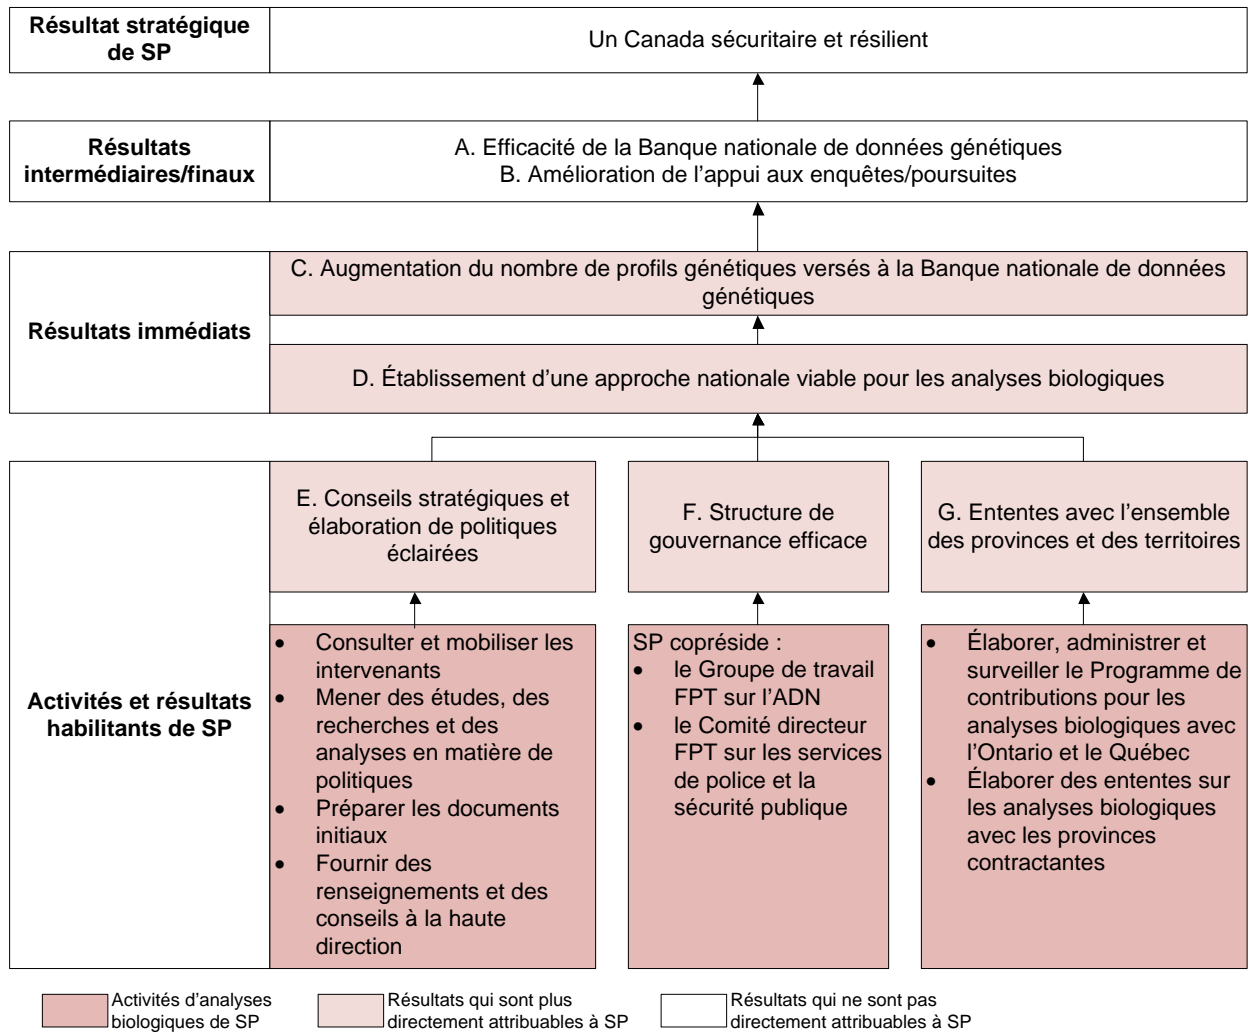 Résultat stratégique
de SP
Un Canada sécuritaire et résilient
Résultats
intermédiaires/finaux
A. Efficacité de la Banque nationale de données génétiques
B. Amélioration de l'appui aux enquêtes/poursuites
Résultats immédiats
C. Augmentation du nombre de profils génétiques versés à la Banque nationale de données
génétiques
D. Établissement d'une approche nationale viable pour les analyses biologiques
Activités et résultats
habilitants de SP
E. Conseils stratégiques et
élaboration de politiques
éclairées
F. Structure de
gouvernance efficace
G. Ententes avec l'ensemble
des provinces et des territoires
• Consulter et mobiliser les
intervenants
• Mener des études, des
recherches et des
analyses en matière de
politiques
• Préparer les documents
initiaux
• Fournir des
renseignements et des
conseils à la haute
direction
SP copréside :
• le Groupe de travail
FPT sur l'ADN
• le Comité directeur
FPT sur les services
de police et la
sécurité publique
• Élaborer, administrer et
surveiller le Programme de
contributions pour les
analyses biologiques avec
l'Ontario et le Québec
• Élaborer des ententes sur
les analyses biologiques
avec les provinces
contractantes
Activités d'analyses
biologiques de SP
Résultats qui sont plus
directement attribuables à SP
Résultats qui ne sont pas
directement attribuables à SP